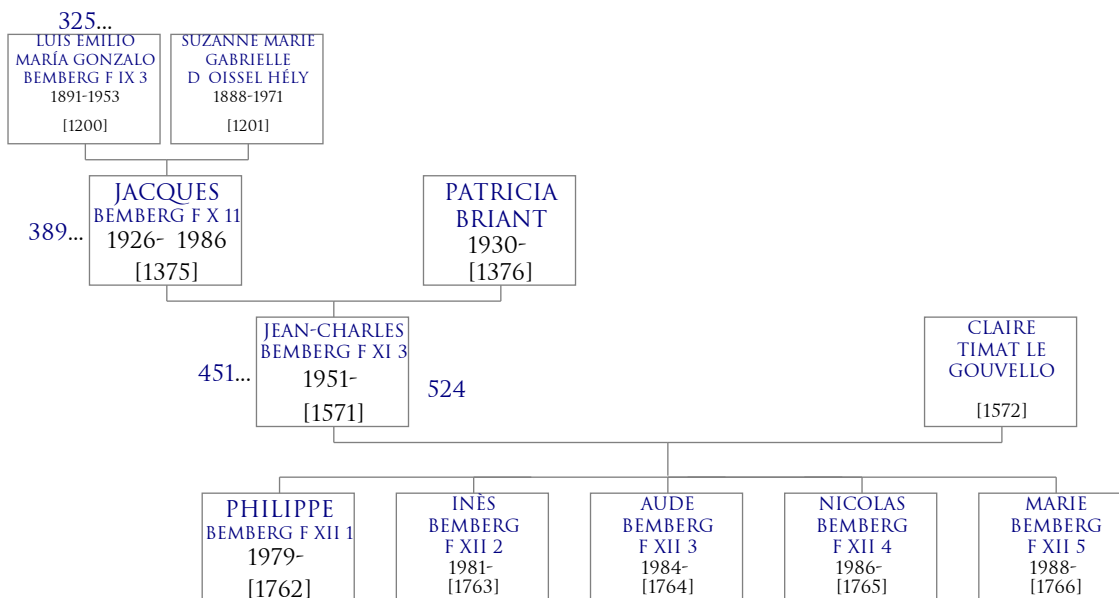 325...
LUIS EMILIO
MARÍA GONZALO
BEMBERG F IX 3
1891-1953
[1200]
SUZANNE MARIE
GABRIELLE
D OISSEL HÉLY
1888-1971
[1201]
389...
JACQUES
BEMBERG F X 11
1926- 1986
[1375]
PATRICIA
BRIANT
1930-
[1376]
451...
JEAN-CHARLES
BEMBERG F XI 3
1951-
[1571]
524
CLAIRE
TIMAT LE
GOUVELLO
[1572]
PHILIPPE
BEMBERG F XII 1
1979-
[1762]
INÈS
BEMBERG
F XII 2
1981-
[1763]
AUDE
BEMBERG
F XII 3
1984-
[1764]
NICOLAS
BEMBERG
F XII 4
1986-
[1765]
MARIE
BEMBERG
F XII 5
1988-
[1766]